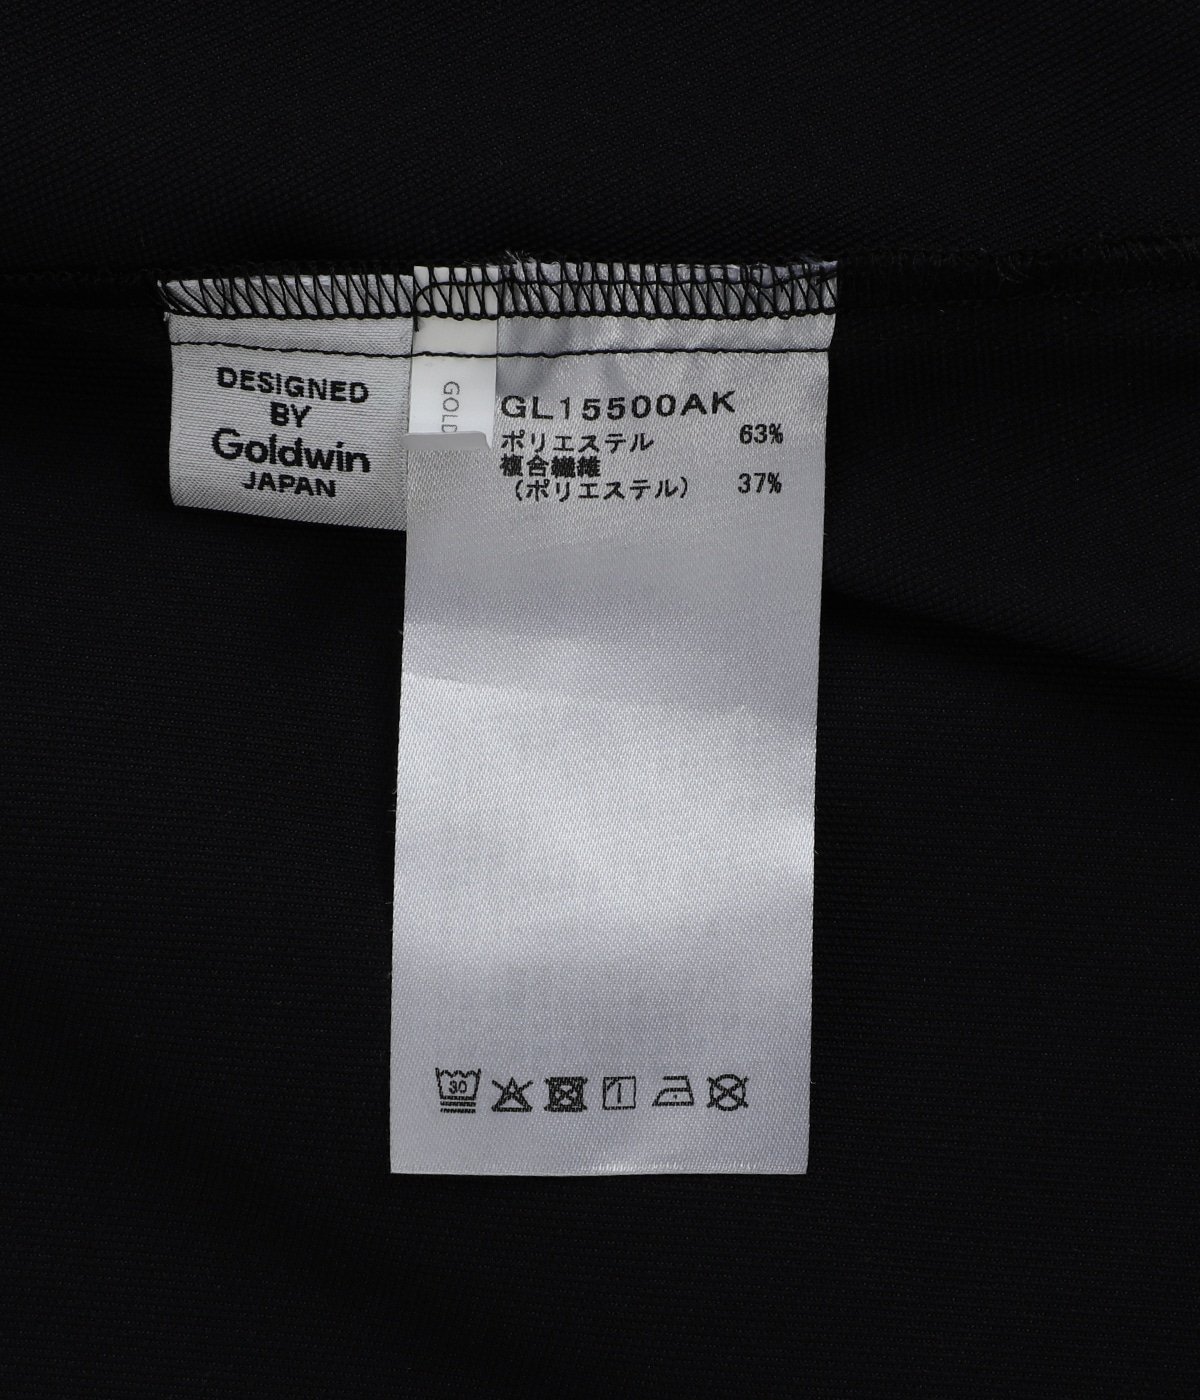 DESIGNED
BY
Goldwin
JAPAN
GOLD
GL15500AK
ポリエステル 63%
複合繊維
(ポリエステル) 37%
30